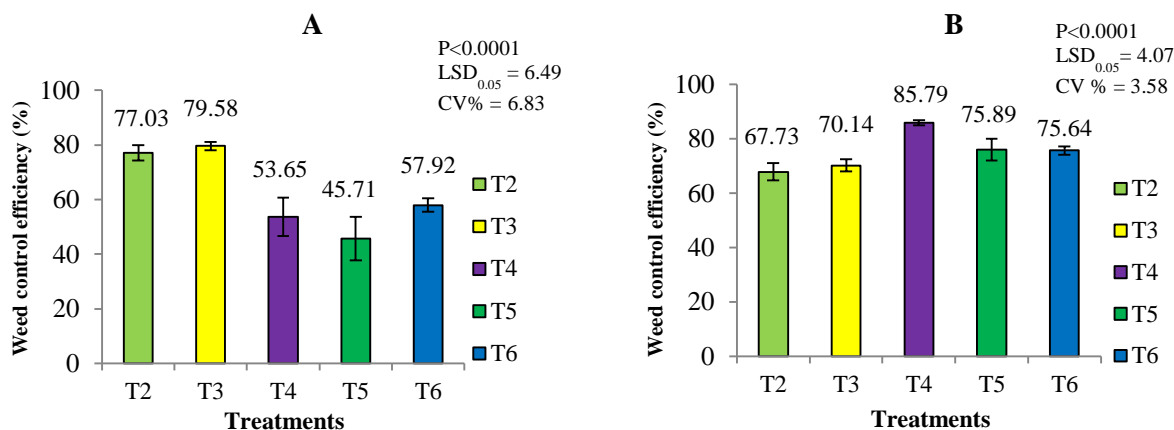 A
P<0.0001
LSD0.05 = 6.49
CV% = 6.83
Weed control efficiency (%)
100
80
60
40
20
0
77.03
79.58
53.65
45.71
57.92
T2
T3
T4
T5
T6
Treatments
T2
T3
T4
T5
T6
B
P<0.0001
LSD0.05= 4.07
CV % = 3.58
Weed control efficiency (%)
100
80
60
40
20
0
67.73
70.14
85.79
75.89
75.64
T2
T3
T4
T5
T6
Treatments
T2
T3
T4
T5
T6